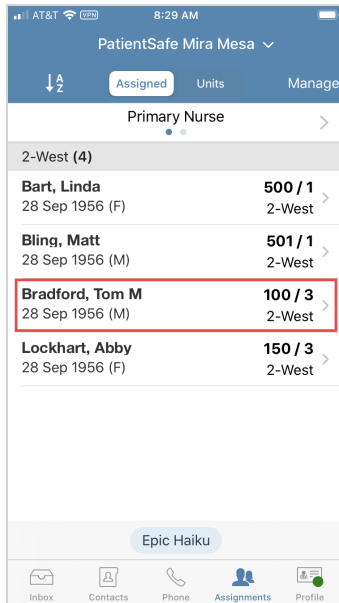 AT&T VPN 8:29 AM
PatientSafe Mira Mesa
A Z Assigned Units Manage
Primary Nurse
2-West (4)
Bart, Linda 500 / 1
28 Sep 1956 (F) 2-West
Bling, Matt 501 / 1
28 Sep 1956 (M) 2-West
Bradford, Tom M 100 / 3
28 Sep 1956 (M) 2-West
Lockhart, Abby 150 / 3
28 Sep 1956 (F) 2-West
Epic Haiku
Inbox Contacts Phone Assignments Profile